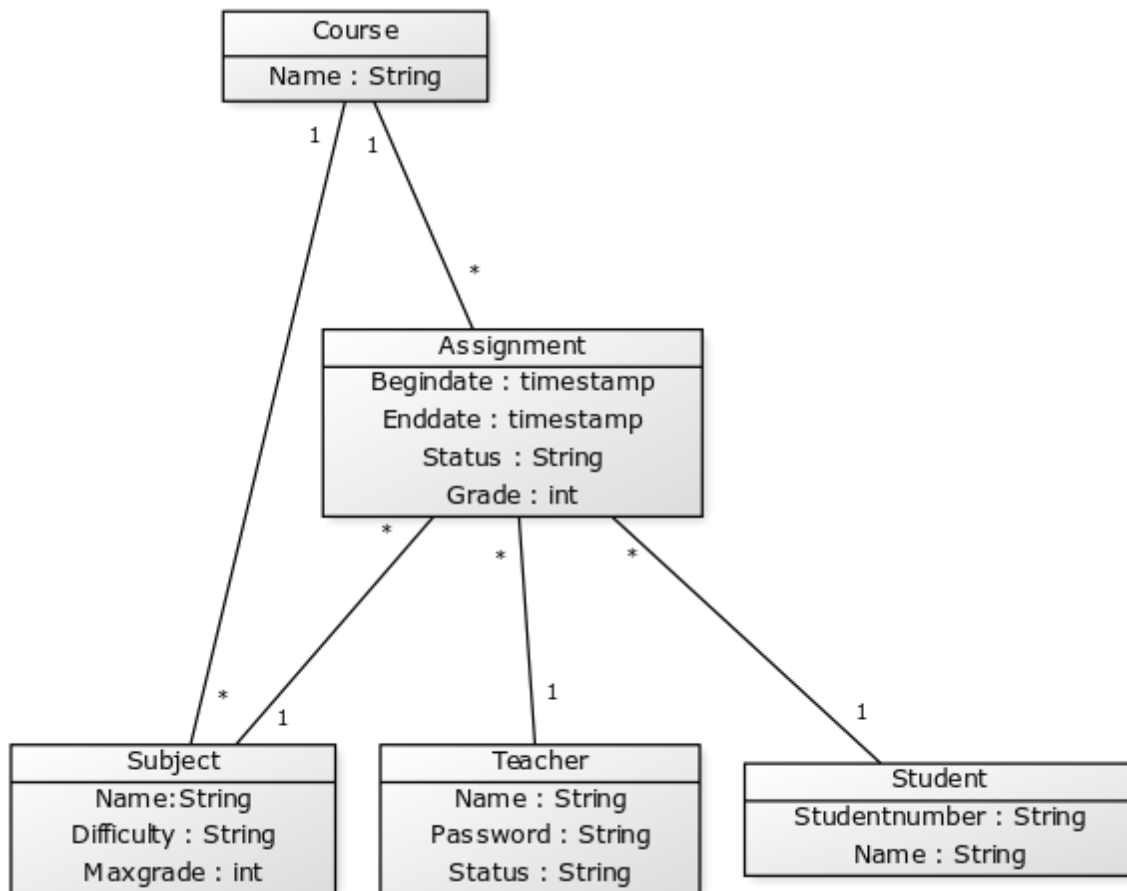 Course
Name : String
1
1
*
Assignment
Begindate : timestamp
Enddate : timestamp
Status : String
Grade : int
*
*
*
*
1
1
1
Subject
Name:String
Difficulty : String
Maxgrade : int
Teacher
Name : String
Password : String
Status : String
Student
Studentnumber : String
Name : String